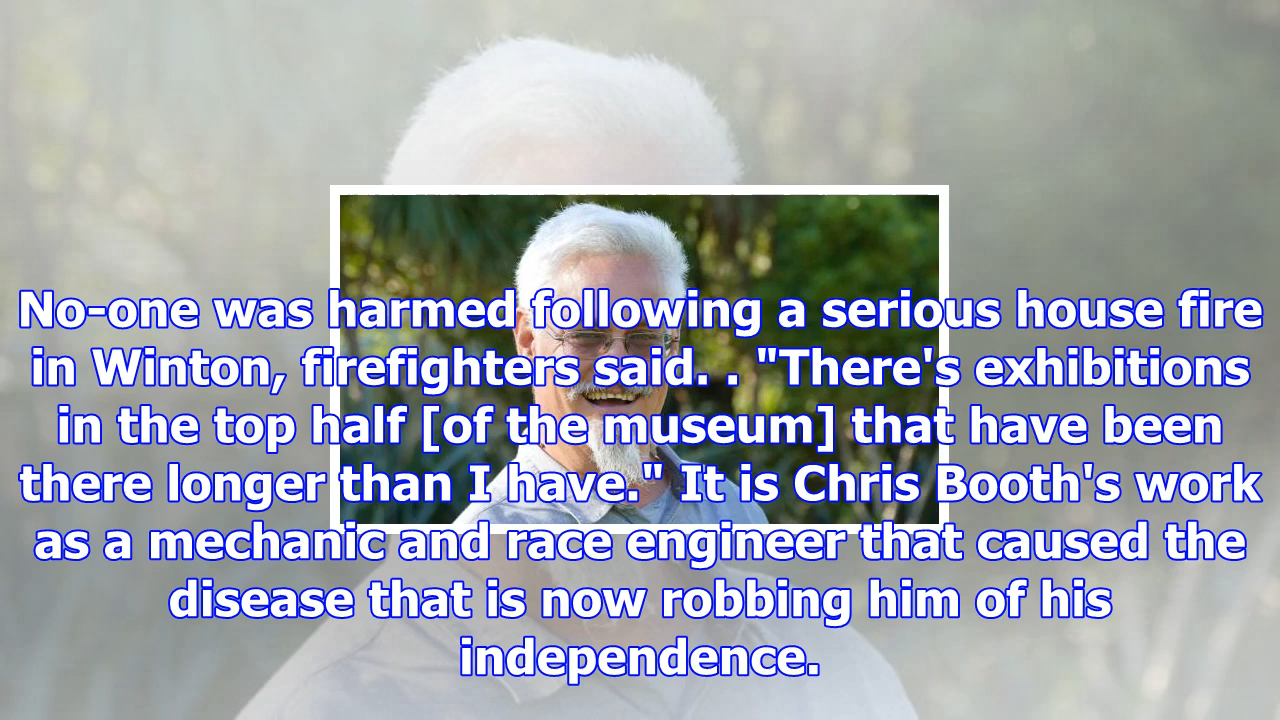 No-one was harmed following a serious house fire
in Winton, firefighters said. . "There's exhibitions
in the top half [of the museum] that have been
there longer than I have." It is Chris Booth's work
as a mechanic and race engineer that caused the
disease that is now robbing him of his
independence.